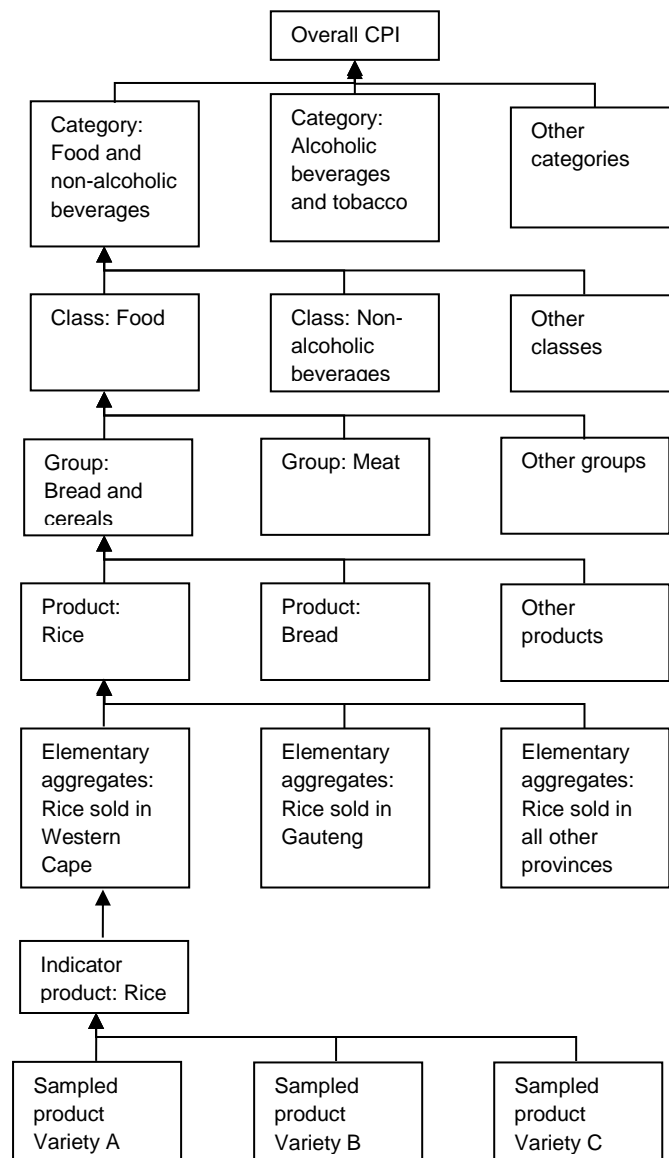 Overall CPI
Category:
Food and
non-alcoholic
beverages
Category:
Alcoholic
beverages
and tobacco
Other
categories
Class: Food
Class: Non-
alcoholic
beverages
Other
classes
Group:
Bread and
cereals
Group: Meat
Other groups
Product:
Rice
Product:
Bread
Other
products
Elementary
aggregates:
Rice sold in
Western
Cape
Elementary
aggregates:
Rice sold in
Gauteng
Elementary
aggregates:
Rice sold in
all other
provinces
Indicator
product: Rice
Sampled
product
Variety A
Sampled
product
Variety B
Sampled
product
Variety C